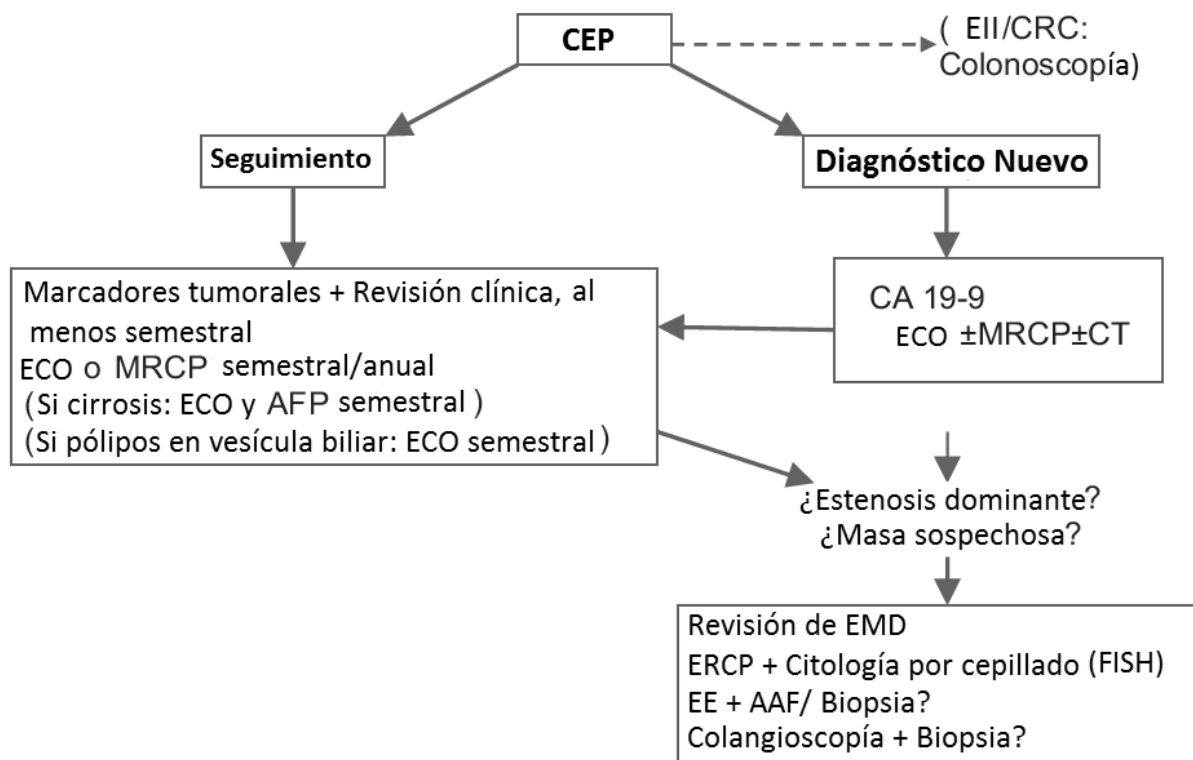 CEP
( EII/CRC:
Colonoscopía)
Seguimiento
Diagnóstico Nuevo
Marcadores tumorales + Revisión clínica, al
menos semestral
ECO o MRCP semestral/anual
(Si cirrosis: ECO y AFP semestral )
(Si pólipos en vesícula biliar: ECO semestral )
CA 19-9
ECO ±MRCP±CT
¿Estenosis dominante?
¿Masa sospechosa?
Revisión de EMD
ERCP + Citología por cepillado (FISH)
EE + AAF/ Biopsia?
Colangioscopía + Biopsia?